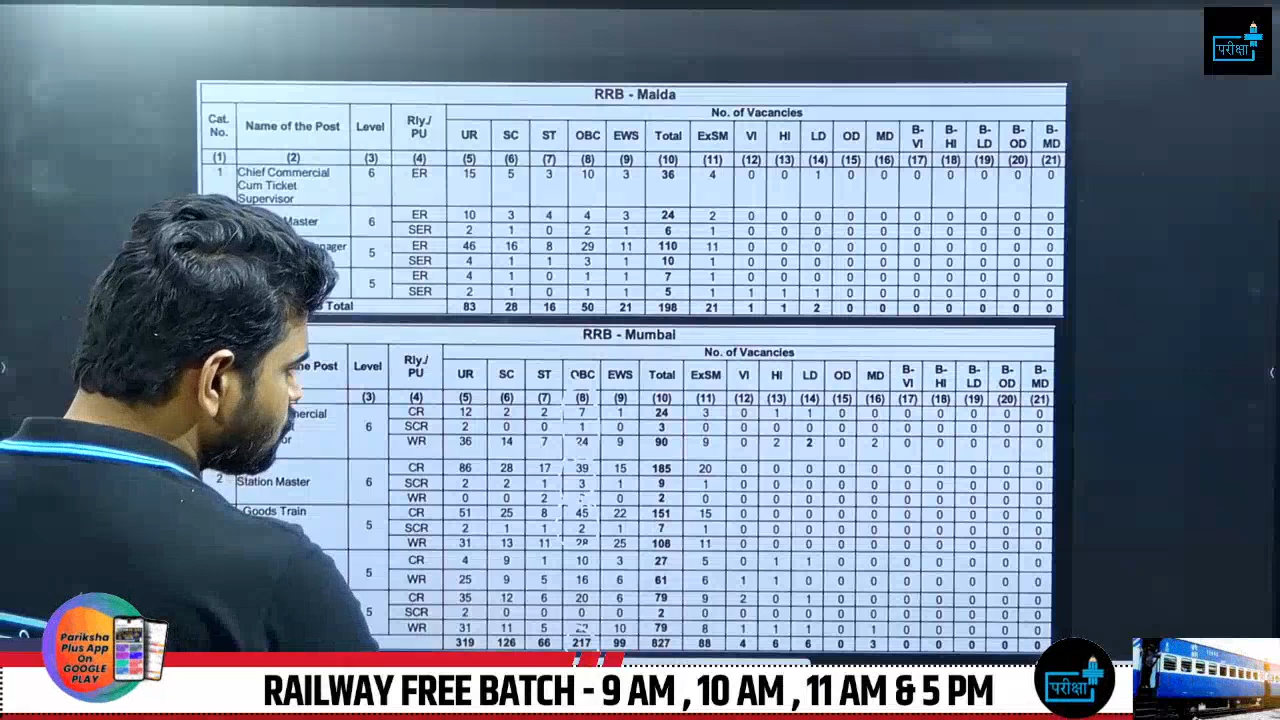 परीक्षा
RRB - Malda
Cat. No. Name of the Post Level Rly./ PU No. of Vacancies
UR SC ST OBC EWS Total ExSM VI HI LD OD MD B-VI B-HI B-LD B-OD B-MD
(1) (2) (3) (4) (5) (6) (7) (8) (9) (10) (11) (12) (13) (14) (15) (16) (17) (18) (19) (20) (21)
1 Chief Commercial Cum Ticket Supervisor 6 ER 15 5 3 10 3 36 4 0 0 1 0 0 0 0 0 0 0
Master 6 ER 10 3 4 4 3 24 2 0 0 0 0 0 0 0 0 0 0
SER 2 1 0 2 1 6 1 0 0 0 0 0 0 0 0 0 0
5 ER 46 16 8 29 11 110 11 0 0 0 0 0 0 0 0 0 0
SER 4 1 1 3 1 10 1 0 0 0 0 0 0 0 0 0 0
5 ER 4 1 0 1 1 7 1 0 0 0 0 0 0 0 0 0 0
SER 2 1 0 1 1 5 1 1 1 1 0 0 0 0 0 0 0
Total 83 28 16 50 21 198 21 1 1 2 0 0 0 0 0 0 0
RRB - Mumbai
the Post Level Rly./ PU No. of Vacancies
UR SC ST OBC EWS Total ExSM VI HI LD OD MD B-VI B-HI B-LD B-OD B-MD
(3) (4) (5) (6) (7) (8) (9) (10) (11) (12) (13) (14) (15) (16) (17) (18) (19) (20) (21)
6 CR 12 2 2 7 1 24 3 0 1 1 0 0 0 0 0 0 0
SCR 2 0 0 1 0 3 0 0 0 0 0 0 0 0 0 0 0
WR 36 14 7 24 9 90 9 0 2 2 0 2 0 0 0 0 0
2 Station Master 6 CR 86 28 17 39 15 185 20 0 0 0 0 0 0 0 0 0 0
SCR 2 2 1 3 1 9 1 0 0 0 0 0 0 0 0 0 0
WR 0 0 2 0 2 0 0 0 0 0 0 0 0 0 0 0
Goods Train 5 CR 51 25 8 45 22 151 15 0 0 0 0 0 0 0 0 0 0
SCR 2 1 1 2 1 7 1 0 0 0 0 0 0 0 0 0 0
WR 31 13 11 28 25 108 11 0 0 0 0 0 0 0 0 0 0
5 CR 4 9 1 10 3 27 5 0 1 1 0 0 0 0 0 0 0
WR 25 9 5 16 6 61 6 1 1 0 0 0 0 0 0 0 0
5 CR 35 12 6 20 6 79 9 2 0 1 0 0 0 0 0 0 0
SCR 2 0 0 0 0 2 0 0 0 0 0 0 0 0 0 0 0
WR 31 11 5 22 10 79 8 1 1 1 0 1 0 0 0 0 0
319 126 66 217 99 827 88 4 6 6 0 3 0 0 0 0 0
Pariksha
Plus App
On
GOOGLE
PLAY
RAILWAY FREE BATCH - 9 AM , 10 AM , 11 AM & 5 PM
परीक्षा